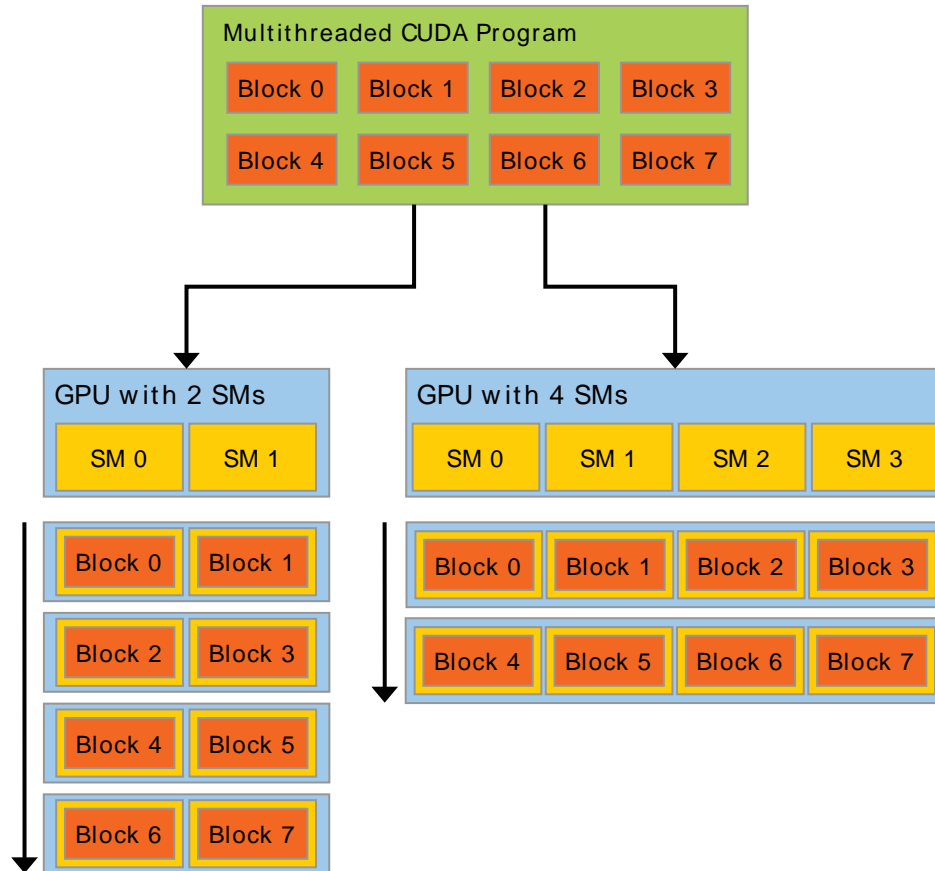 Multithreaded CUDA Program
Block 0 Block 1 Block 2 Block 3
Block 4 Block 5 Block 6 Block 7
GPU with 2 SMs
SM 0 SM 1
Block 0 Block 1
Block 2 Block 3
Block 4 Block 5
Block 6 Block 7
GPU with 4 SMs
SM 0 SM 1 SM 2 SM 3
Block 0 Block 1 Block 2 Block 3
Block 4 Block 5 Block 6 Block 7